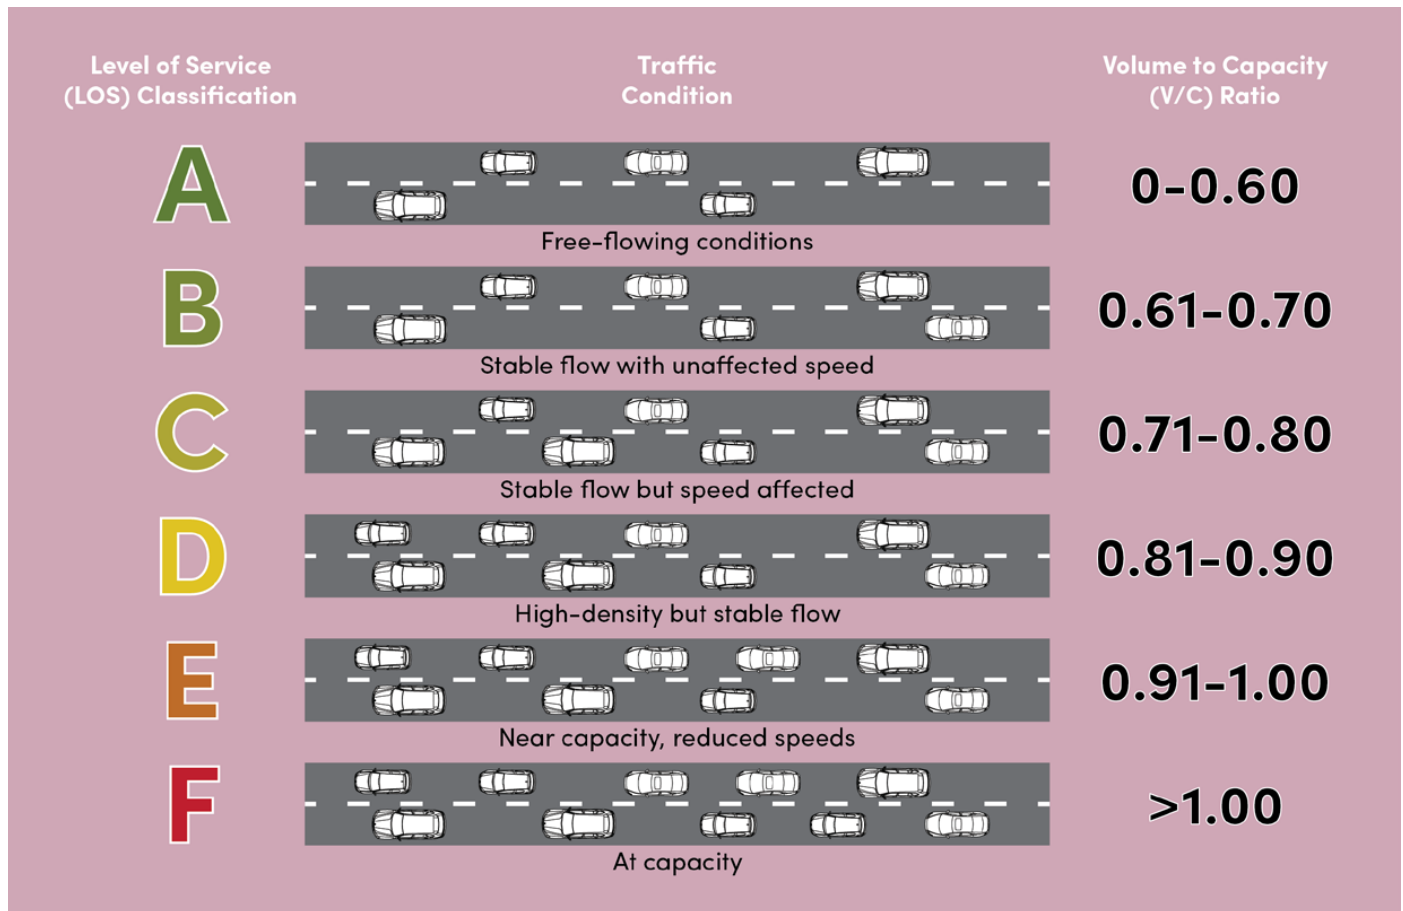 Level of Service
(LOS) Classification
Traffic
Condition
Volume to Capacity
(V/C) Ratio
A
0-0.60
Free-flowing conditions
B
0.61-0.70
Stable flow with unaffected speed
C
0.71-0.80
Stable flow but speed affected
D
0.81-0.90
High-density but stable flow
E
0.91-1.00
Near capacity, reduced speeds
F
>1.00
At capacity